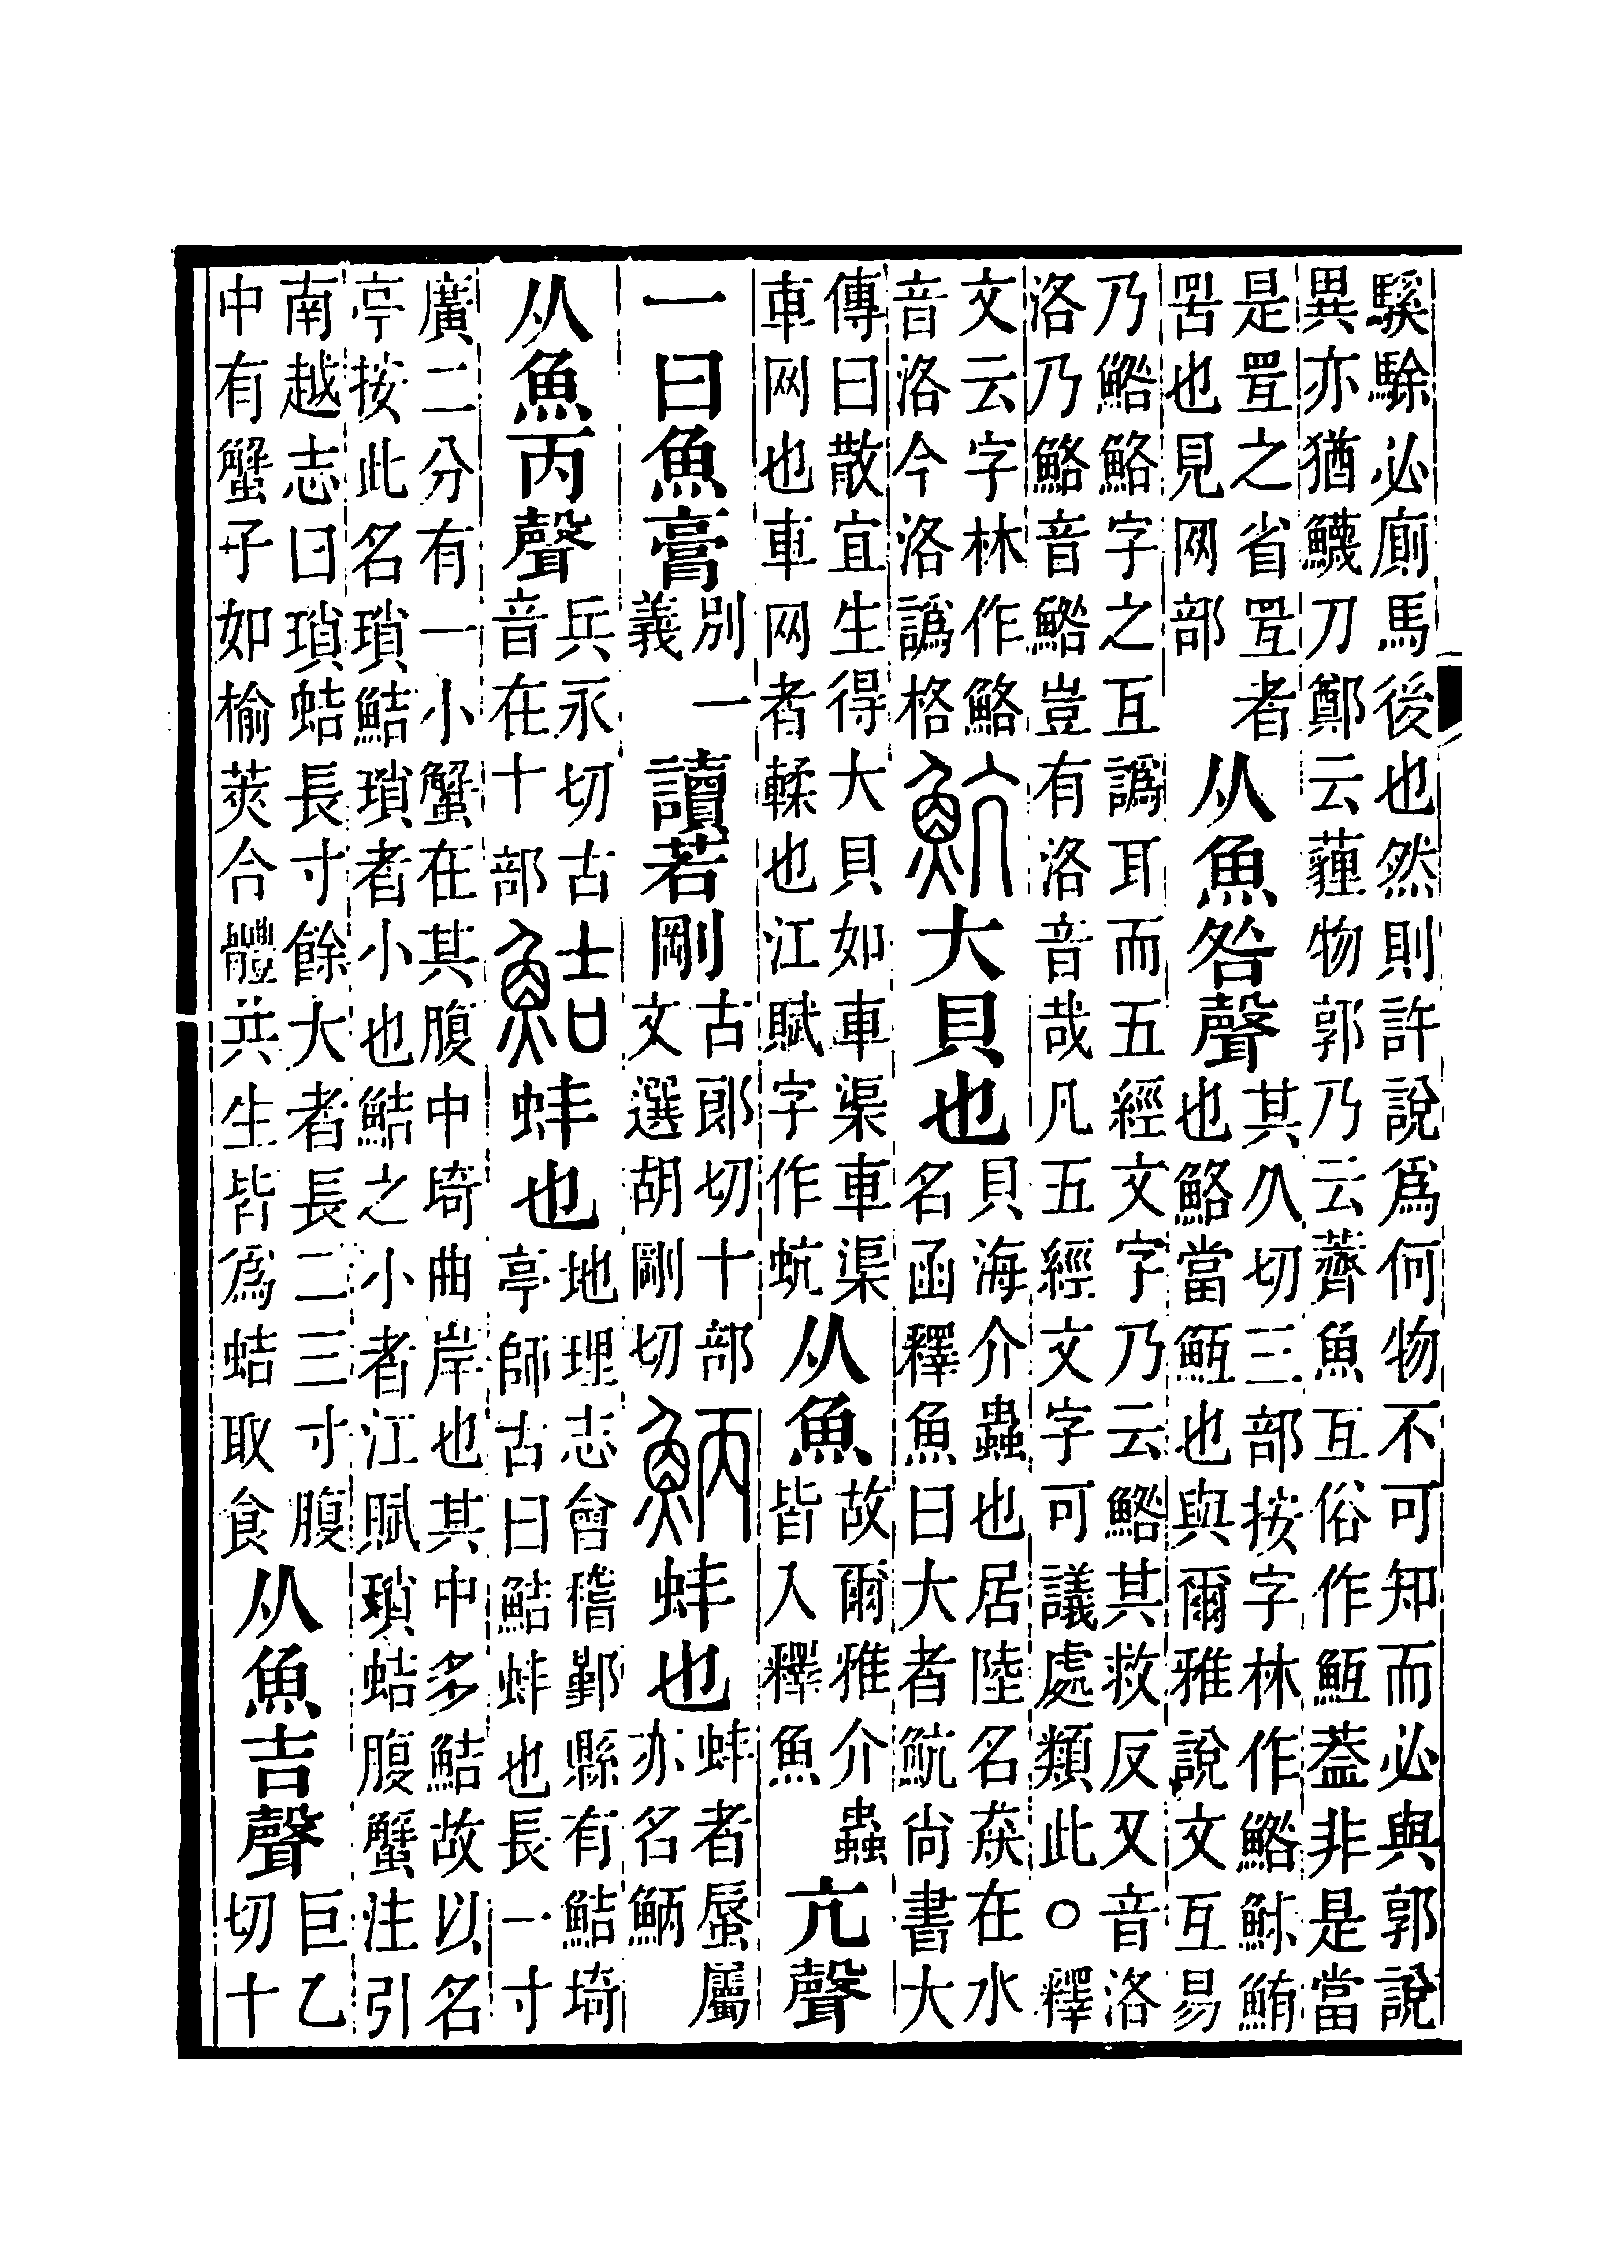 騱駼必廁馬後也然則許說爲何物不可知而必與郭說
異亦猶鱴刀鄭云薶物郭乃云薺魚互俗作魱葢非是當
是䍔之省䍔者
罟也見网部
从魚咎聲
其久切三部按字林作鯦鮛鮪
也鮥當魱也與爾雅說文互易
乃鯦鮥字之互譌耳而五經文字乃云鯦其救反又音洛
洛乃鮥音鯦豈有洛音哉凡五經文字可議處類此○釋
文云字林作鮥
音洛今洛譌格
魧大貝也
貝海介蟲也居陸名猋在水
名函釋魚曰大者魧尙書大
傳曰散宜生得大貝如車渠車渠
車网也車网者輮也江賦字作蚢
从魚
故爾雅介蟲
皆入釋魚
亢聲
一曰魚膏
別一
義
讀若剛
古郞切十部
文選胡剛切
䱇蚌也
蚌者蜃屬
亦名䱇
从魚丙聲
兵永切古
音在十部
鮚蚌也
地理志會稽鄞縣有鮚埼
亭師古曰鮚蚌也長一寸
廣二分有一小蟹在其腹中埼曲岸也其中多鮚故以名
亭按此名瑣鮚瑣者小也鮚之小者江賦瑣蛣腹蟹注引
南越志曰瑣蛣長寸餘大者長二三寸腹
中有蟹子如榆莢合體共生皆爲蛣取食
从魚吉聲
巨乙
切十